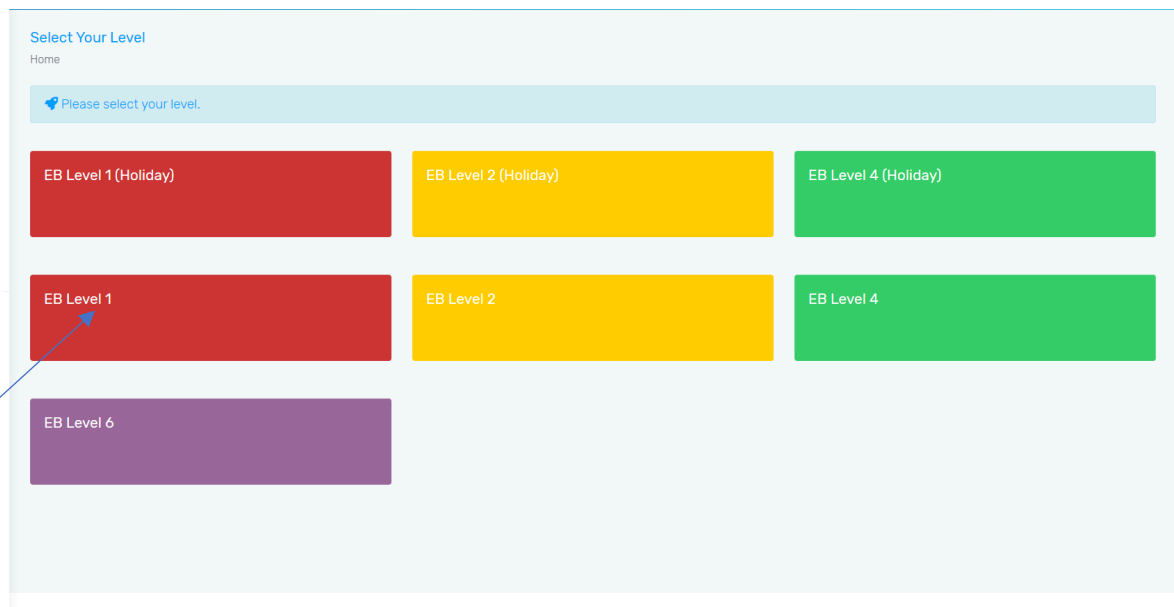 Select Your Level
Home
Please select your level.
EB Level 1 (Holiday)
EB Level 2 (Holiday)
EB Level 4 (Holiday)
EB Level 1
EB Level 2
EB Level 4
EB Level 6